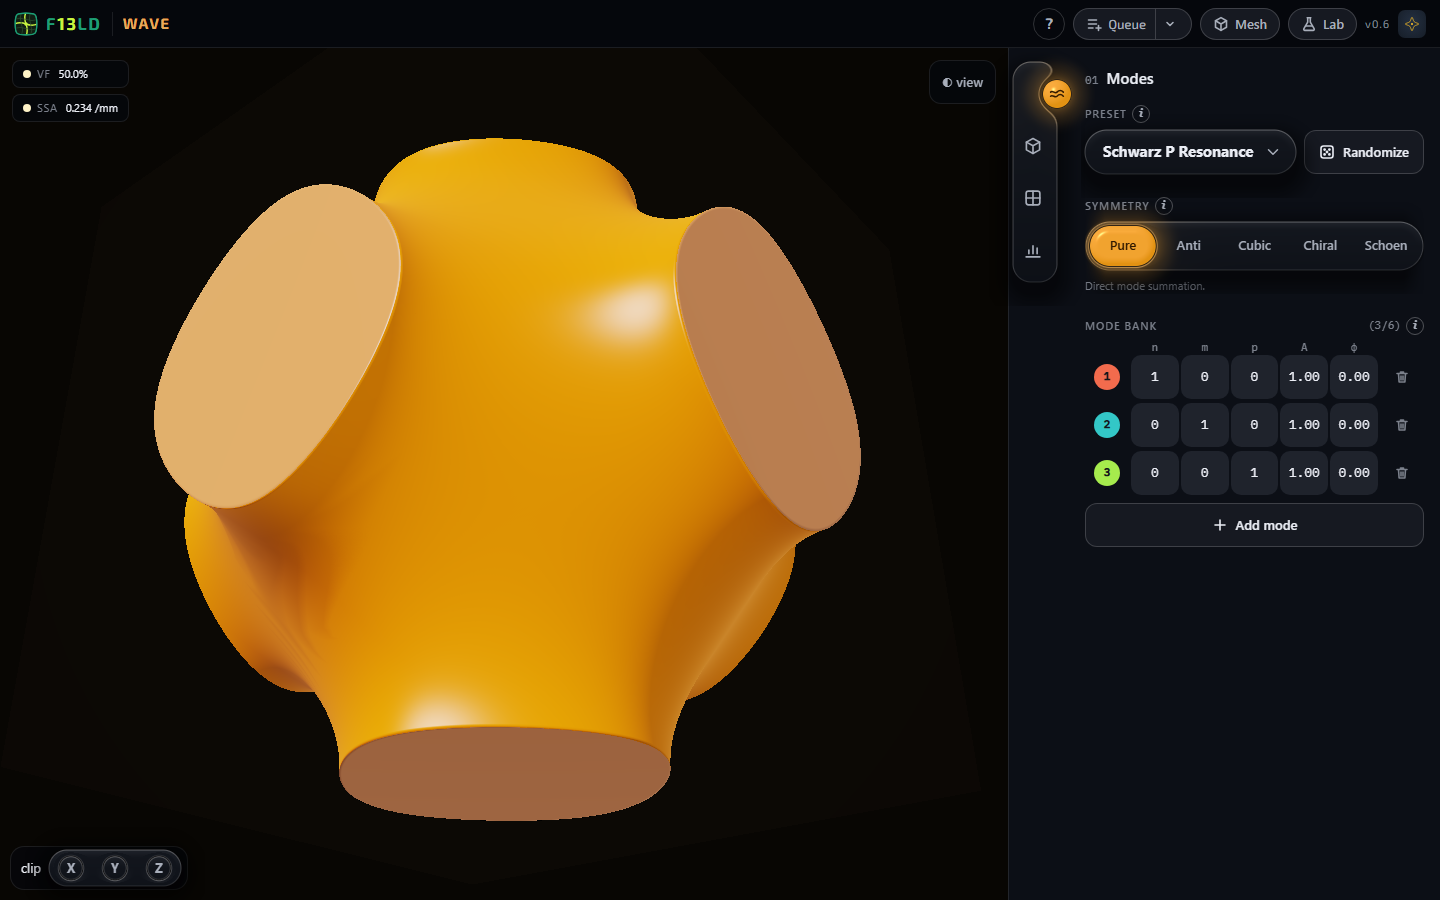 F13LD WAVE
? Queue Mesh Lab v0.6
VF 50.0%
SSA 0.234 /mm
view
01 Modes
PRESET i
Schwarz P Resonance Randomize
SYMMETRY i
Pure Anti Cubic Chiral Schoen
Direct mode summation.
MODE BANK (3/6) i
n m p A ϕ
1 1 0 0 1.00 0.00
2 0 1 0 1.00 0.00
3 0 0 1 1.00 0.00
+ Add mode
clip X Y Z